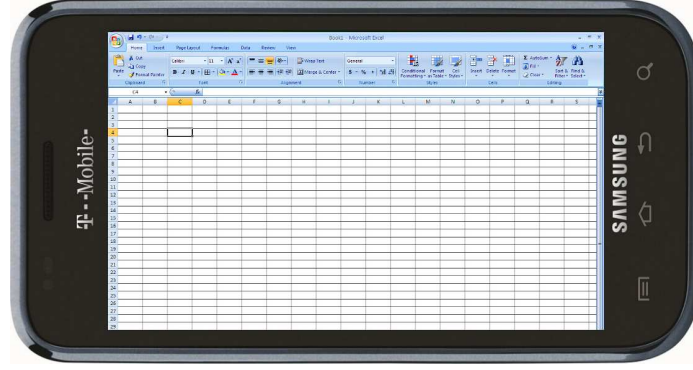 Book1 - Microsoft Excel
Home Insert Page Layout Formulas Data Review View
Cut
Calibri 11 Wrap Text General AutoSum
Copy Fill
Paste Format Painter Merge & Center Conditional Formatting Format as Table Cell Styles Insert Delete Format Clear Sort & Filter Find & Select
Clipboard Font Alignment Number Styles Cells Editing
C4
A B C D E F G H I J K L M N O P Q R S
1
2
3
4
5
6
7
8
9
10
11
12
13
14
15
16
17
18
19
20
21
22
23
24
25
26
27
28
29
T-Mobile
SAMSUNG